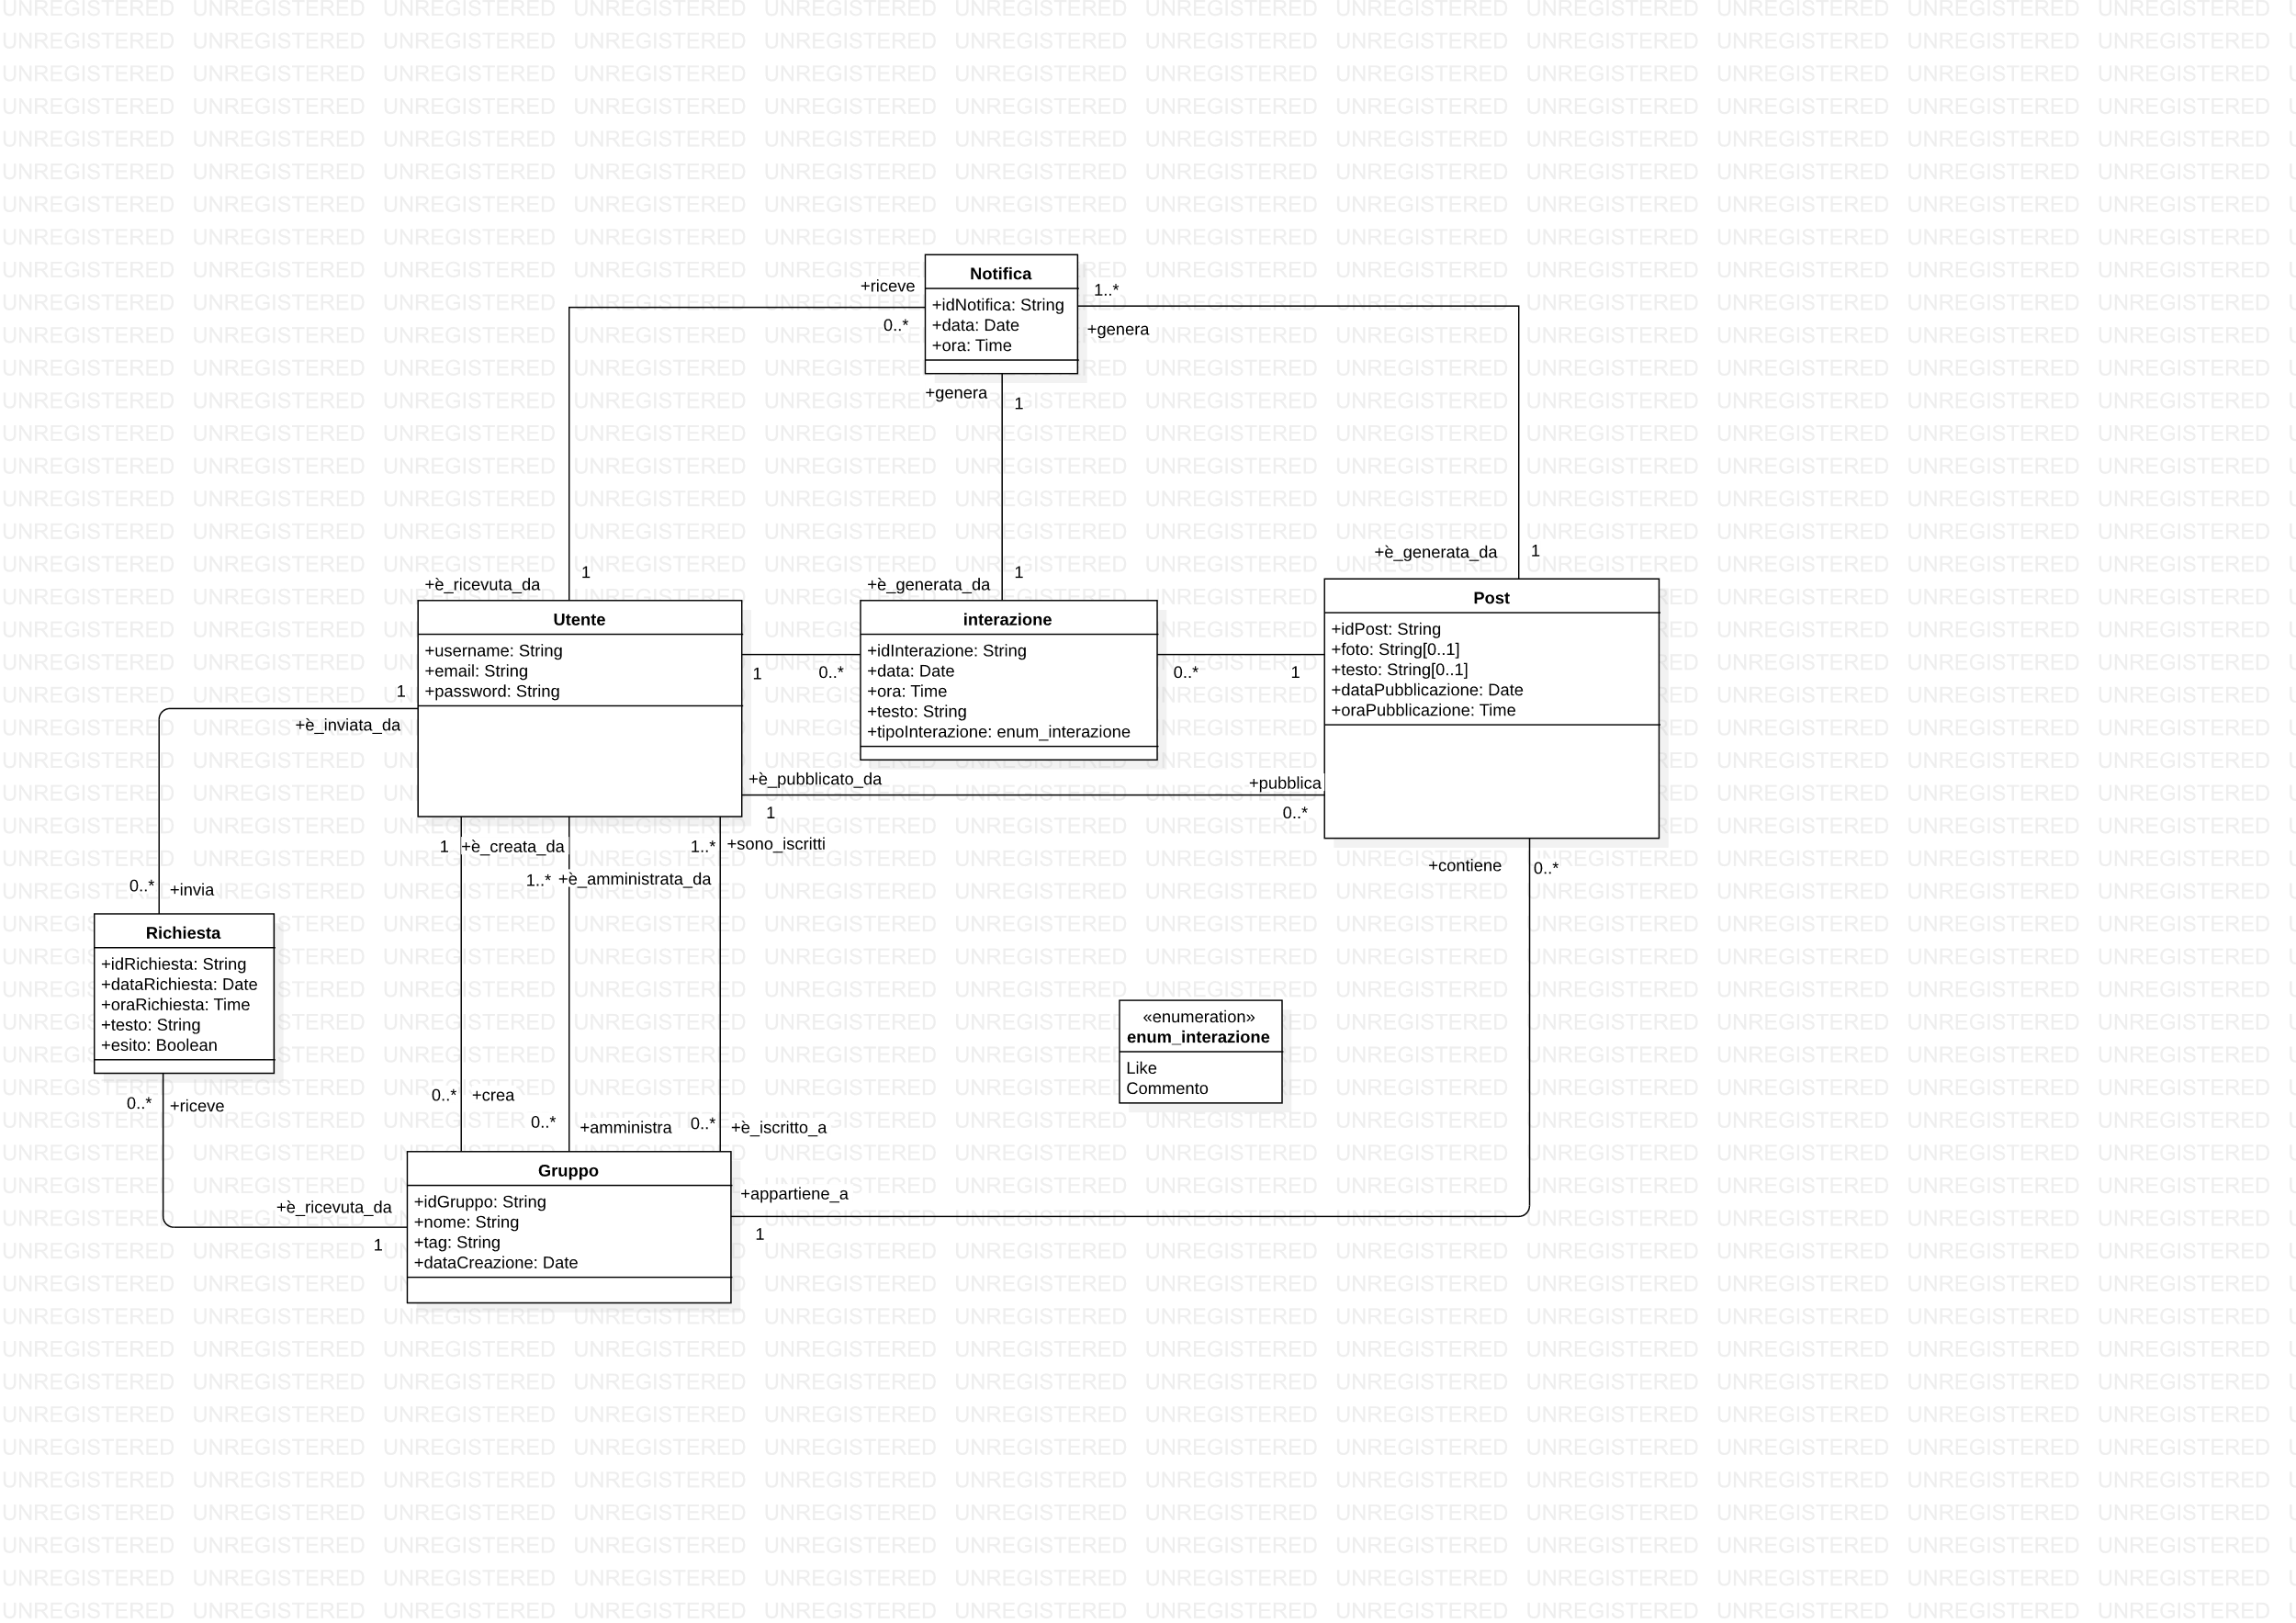 UNREGISTERED
Notifica
+idNotifica: String
+data: Date
+ora: Time
+riceve
0..*
1..*
+genera
+genera
1
+è_generata_da
1
+è_ricevuta_da
1
+è_generata_da
1
Utente
+username: String
+email: String
+password: String
interazione
+idInterazione: String
+data: Date
+ora: Time
+testo: String
+tipoInterazione: enum_interazione
Post
+idPost: String
+foto: String[0..1]
+testo: String[0..1]
+dataPubblicazione: Date
+oraPubblicazione: Time
1
0..*
0..*
1
1
+è_inviata_da
+è_pubblicato_da
1
+pubblica
0..*
1
+è_creata_da
1..*
+sono_iscritti
1..*
+è_amministrata_da
+contiene
0..*
0..*
+invia
Richiesta
+idRichiesta: String
+dataRichiesta: Date
+oraRichiesta: Time
+testo: String
+esito: Boolean
«enumeration»
enum_interazione
Like
Commento
0..*
+riceve
0..*
+crea
0..*
+amministra
0..*
+è_iscritto_a
Gruppo
+idGruppo: String
+nome: String
+tag: String
+dataCreazione: Date
+è_ricevuta_da
1
+appartiene_a
1